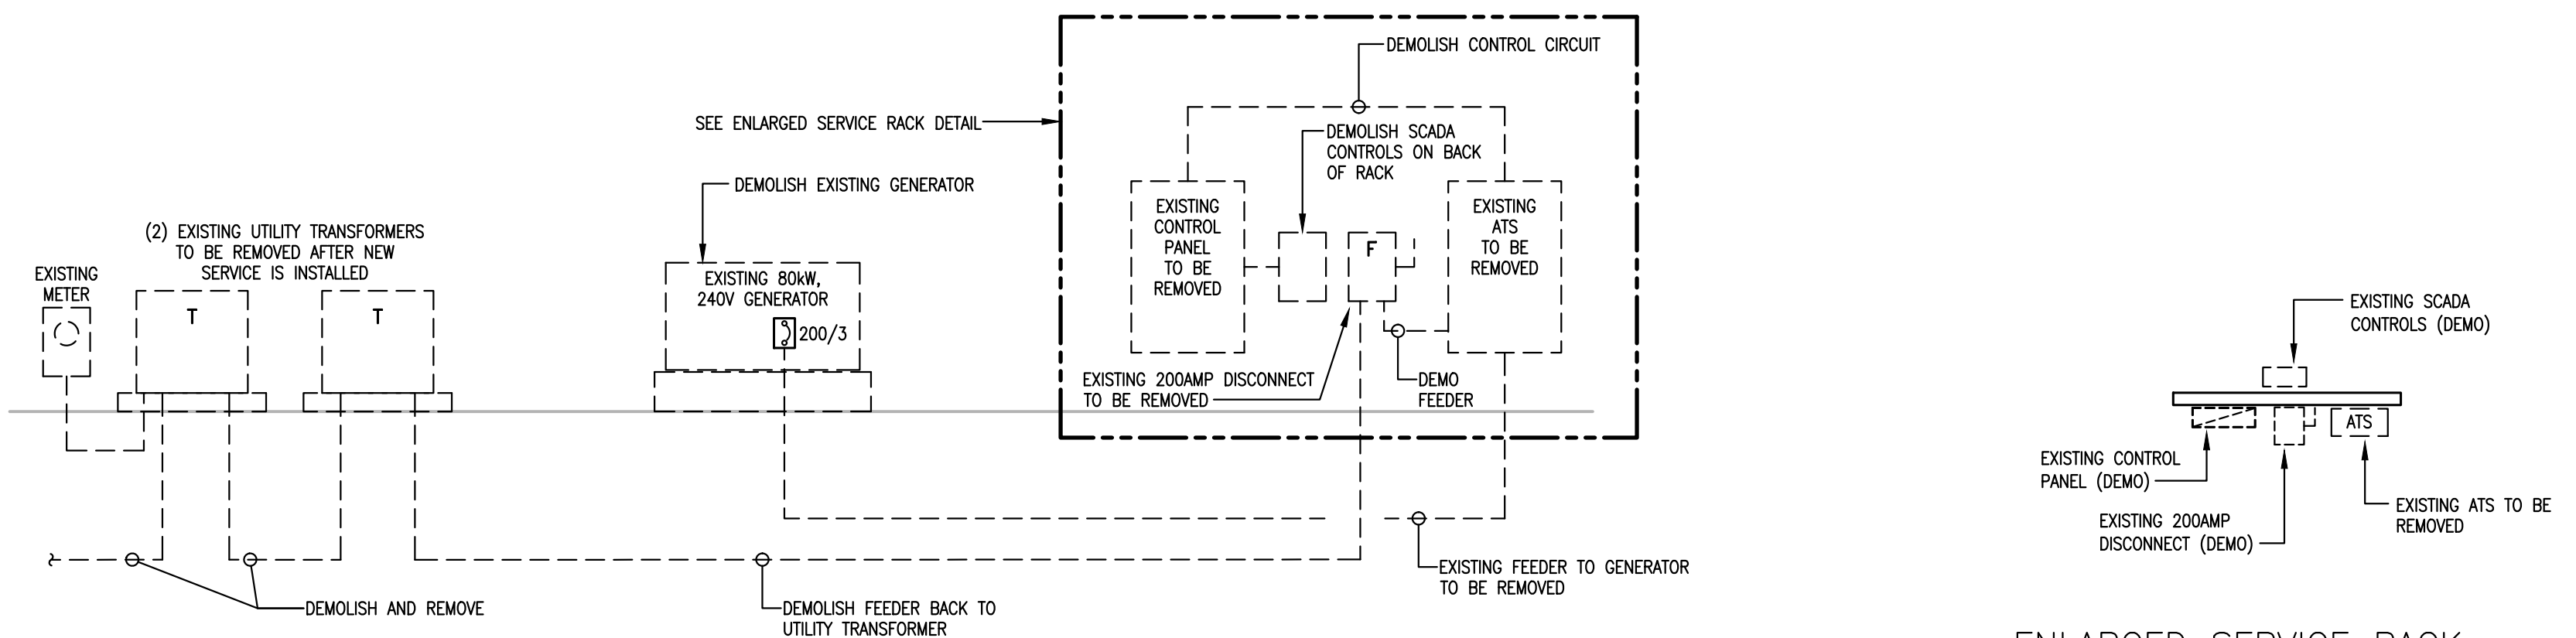 DEMOLISH CONTROL CIRCUIT
SEE ENLARGED SERVICE RACK DETAIL
DEMOLISH SCADA
CONTROLS ON BACK
OF RACK
DEMOLISH EXISTING GENERATOR
(2) EXISTING UTILITY TRANSFORMERS
TO BE REMOVED AFTER NEW
SERVICE IS INSTALLED
EXISTING
METER
T
T
EXISTING 80kW,
240V GENERATOR
200/3
EXISTING
CONTROL
PANEL
TO BE
REMOVED
F
EXISTING
ATS
TO BE
REMOVED
EXISTING 200AMP DISCONNECT
TO BE REMOVED
DEMO
FEEDER
EXISTING FEEDER TO GENERATOR
TO BE REMOVED
DEMOLISH AND REMOVE
DEMOLISH FEEDER BACK TO
UTILITY TRANSFORMER
EXISTING SCADA
CONTROLS (DEMO)
ATS
EXISTING CONTROL
PANEL (DEMO)
EXISTING 200AMP
DISCONNECT (DEMO)
EXISTING ATS TO BE
REMOVED
ENLARGED SERVICE RACK